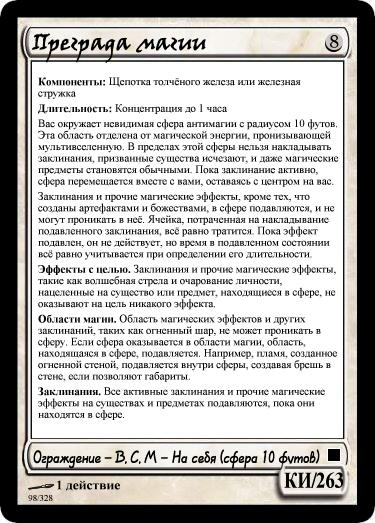 Преграда магии 8
Компоненты: Щепотка толчёного железа или железная
стружка
Длительность: Концентрация до 1 часа
Вас окружает невидимая сфера антимагии с радиусом 10 футов.
Эта область отделена от магической энергии, пронизывающей
мультивселенную. В пределах этой сферы нельзя накладывать
заклинания, призванные существа исчезают, и даже магические
предметы становятся обычными. Пока заклинание активно,
сфера перемещается вместе с вами, оставаясь с центром на вас.
Заклинания и прочие магические эффекты, кроме тех, что
созданы артефактами и божествами, в сфере подавляются, и не
могут проникать в неё. Ячейка, потраченная на накладывание
подавленного заклинания, всё равно тратится. Пока эффект
подавлен, он не действует, но время в подавленном состоянии
всё равно учитывается при определении его длительности.
Эффекты с целью. Заклинания и прочие магические эффекты,
такие как волшебная стрела и очарование личности,
нацеленные на существо или предмет, находящиеся в сфере, не
оказывают на цель никакого эффекта.
Области магии. Область магических эффектов и других
заклинаний, таких как огненный шар, не может проникать в
сферу. Если сфера оказывается в области магии, область,
находящаяся в сфере, подавляется. Например, пламя, созданное
огненной стеной, подавляется внутри сферы, создавая брешь в
стене, если позволяют габариты.
Заклинания. Все активные заклинания и прочие магические
эффекты на существах и предметах подавляются, пока они
находятся в сфере.
Ограждение – В, С, М – На себя (сфера 10 футов)
КИ/263
1 действие
98/328